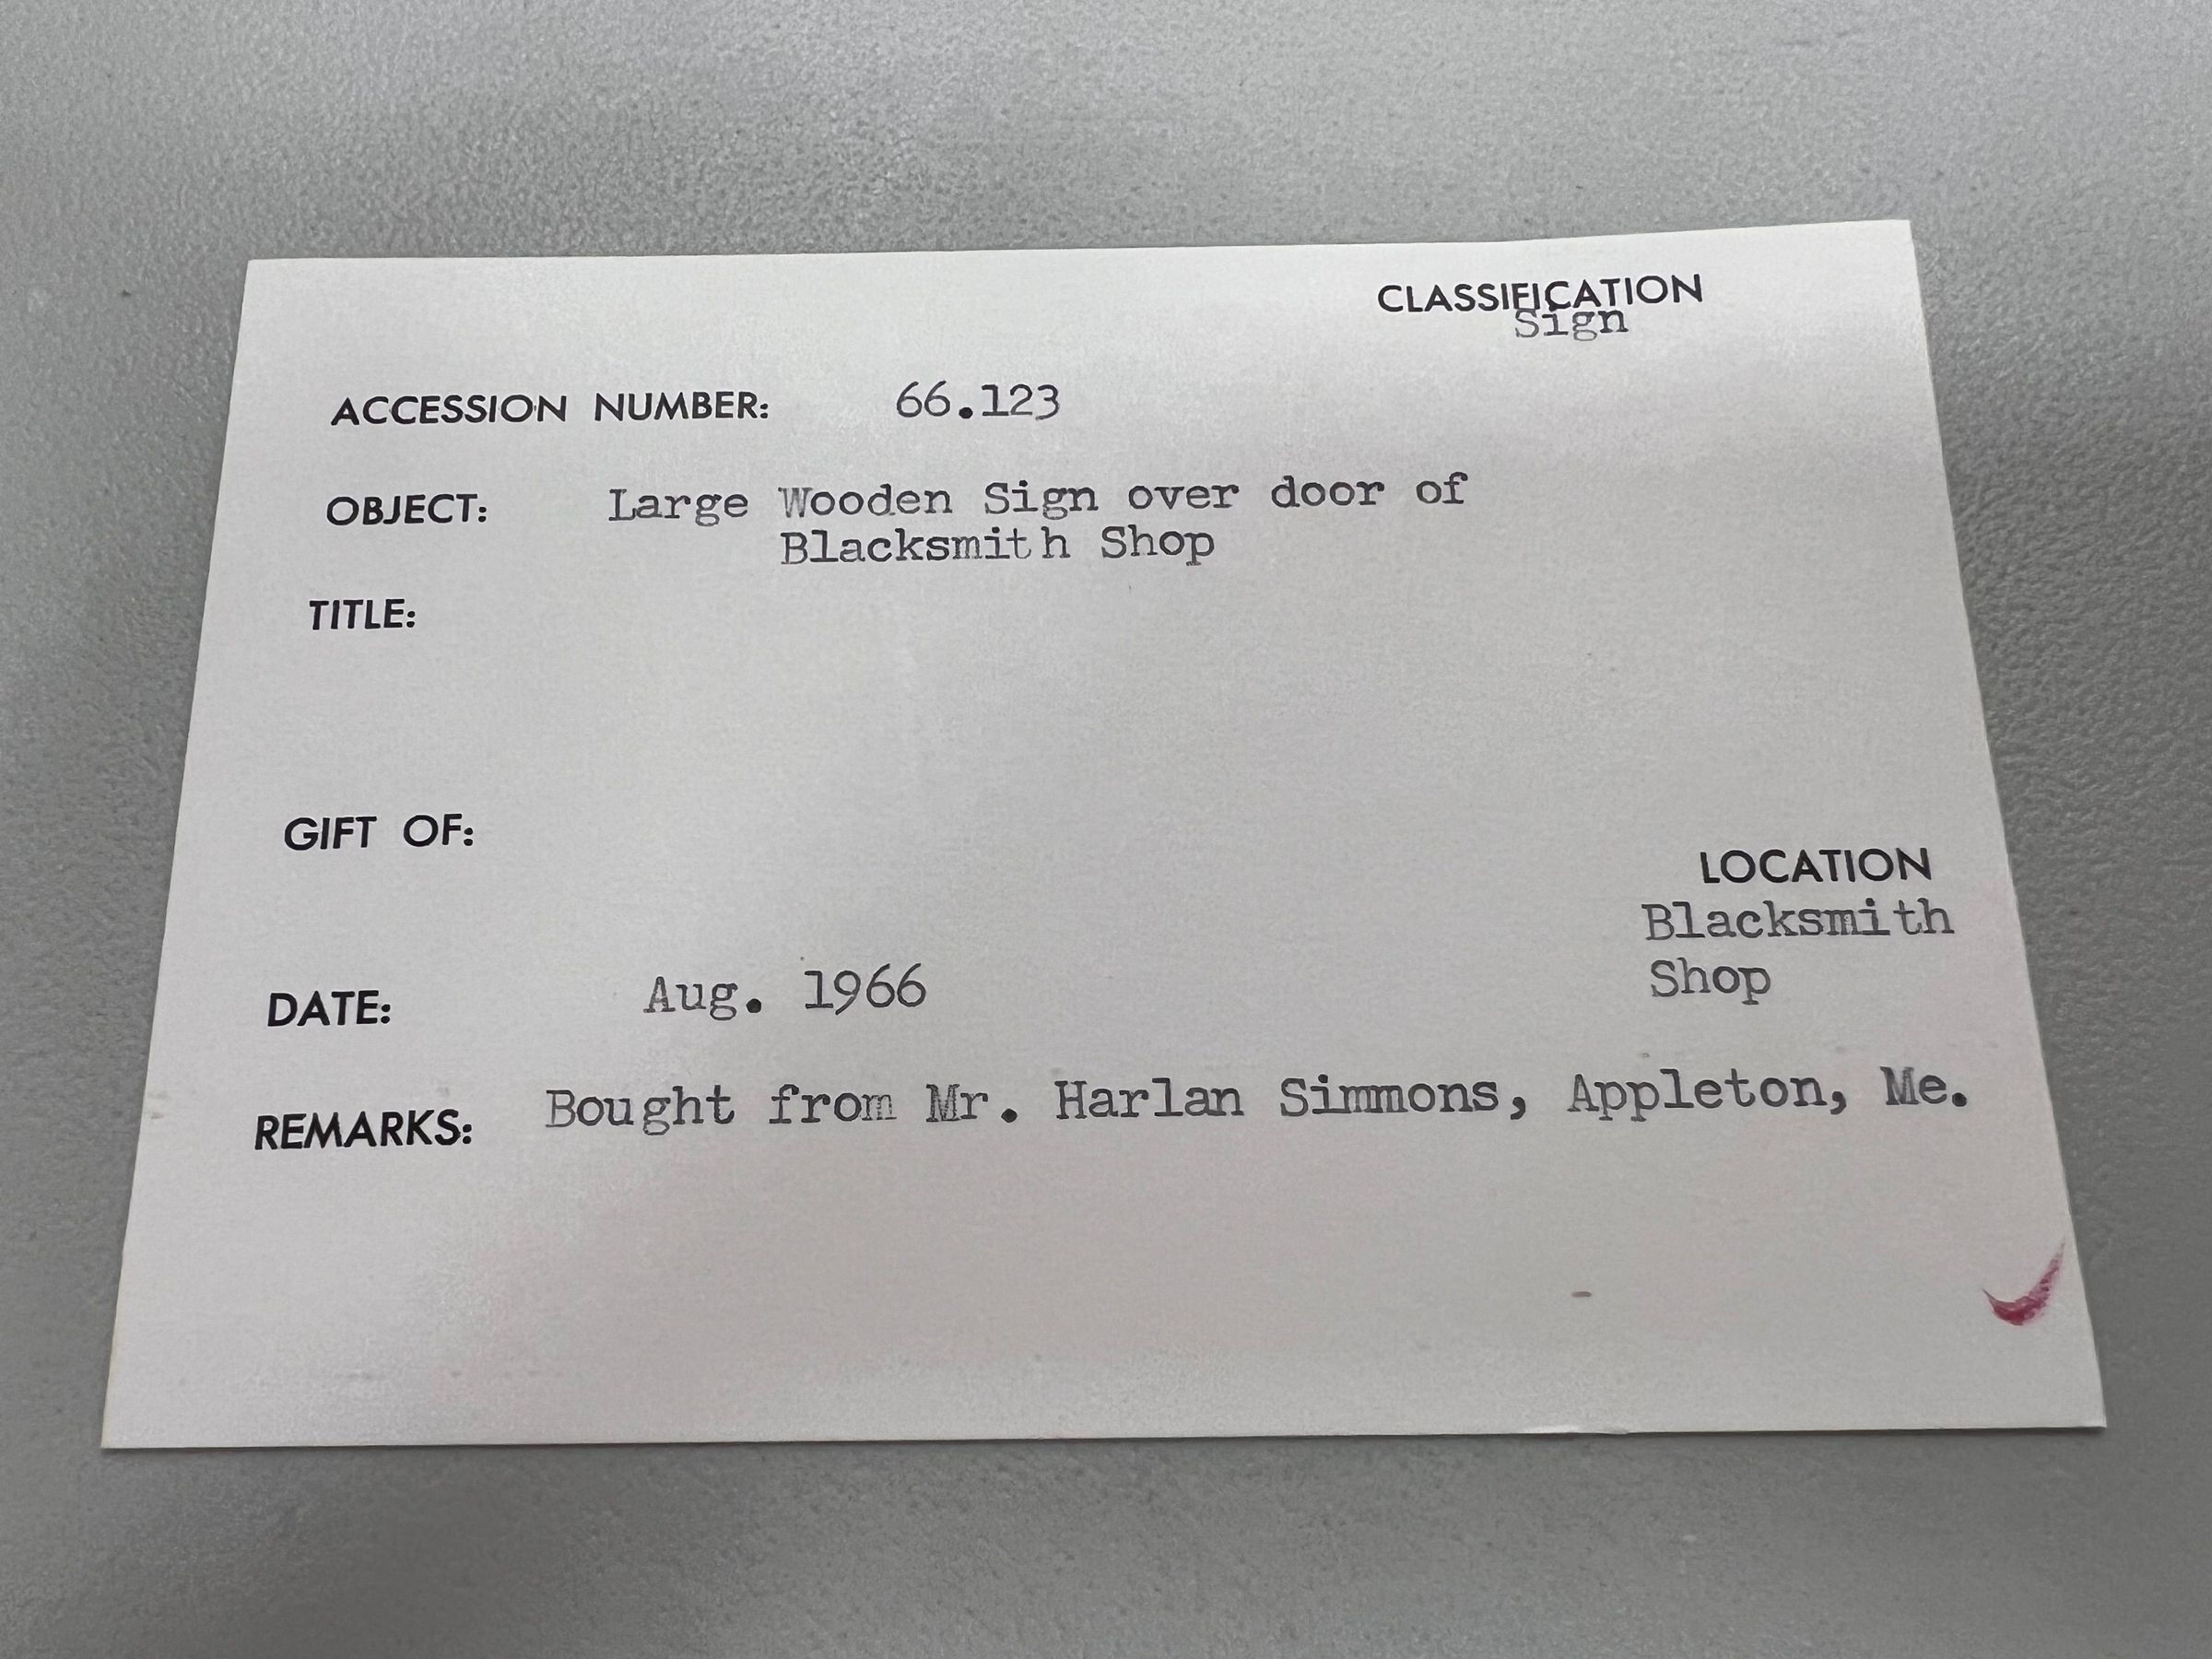 CLASSIFICATION
Sign
ACCESSION NUMBER: 66.123
OBJECT: Large Wooden Sign over door of
Blacksmith Shop
TITLE:
GIFT OF:
LOCATION
Blacksmith
Shop
DATE: Aug. 1966
REMARKS: Bought from Mr. Harlan Simmons, Appleton, Me.